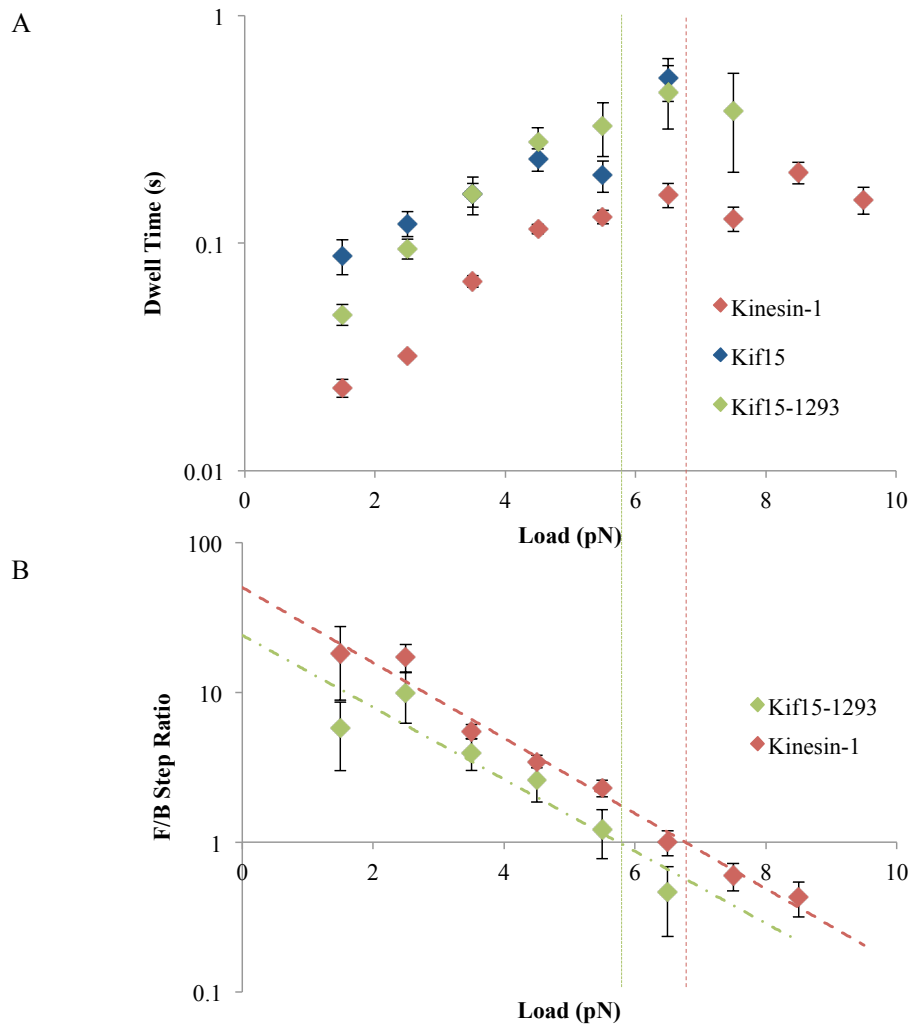 A
1
0.1
0.01
Dwell Time (s)
Kinesin-1
Kif15
Kif15-1293
0 2 4 6 8 10
Load (pN)
B
100
10
1
0.1
F/B Step Ratio
Kif15-1293
Kinesin-1
0 2 4 6 8 10
Load (pN)